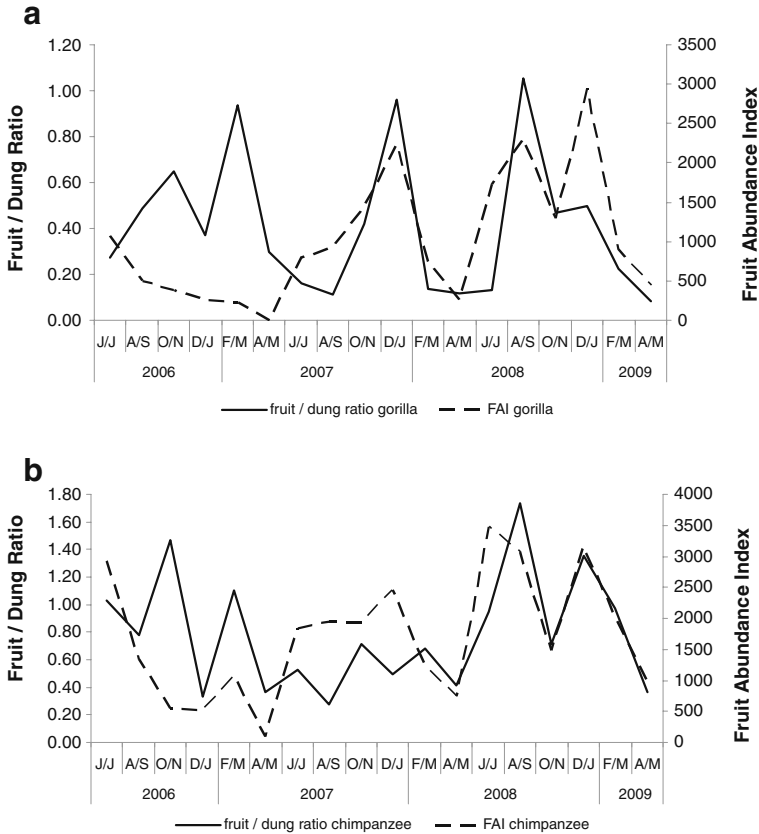 a
Fruit / Dung Ratio
1.20
1.00
0.80
0.60
0.40
0.20
0.00
3500
3000
2500
2000
1500
1000
500
0
Fruit Abundance Index
J/J A/S O/N D/J F/M A/M J/J A/S O/N D/J F/M A/M J/J A/S O/N D/J F/M A/M
2006 2007 2008 2009
fruit / dung ratio gorilla FAI gorilla
b
Fruit / Dung Ratio
1.80
1.60
1.40
1.20
1.00
0.80
0.60
0.40
0.20
0.00
4000
3500
3000
2500
2000
1500
1000
500
0
Fruit Abundance Index
J/J A/S O/N D/J F/M A/M J/J A/S O/N D/J F/M A/M J/J A/S O/N D/J F/M A/M
2006 2007 2008 2009
fruit / dung ratio chimpanzee FAI chimpanzee